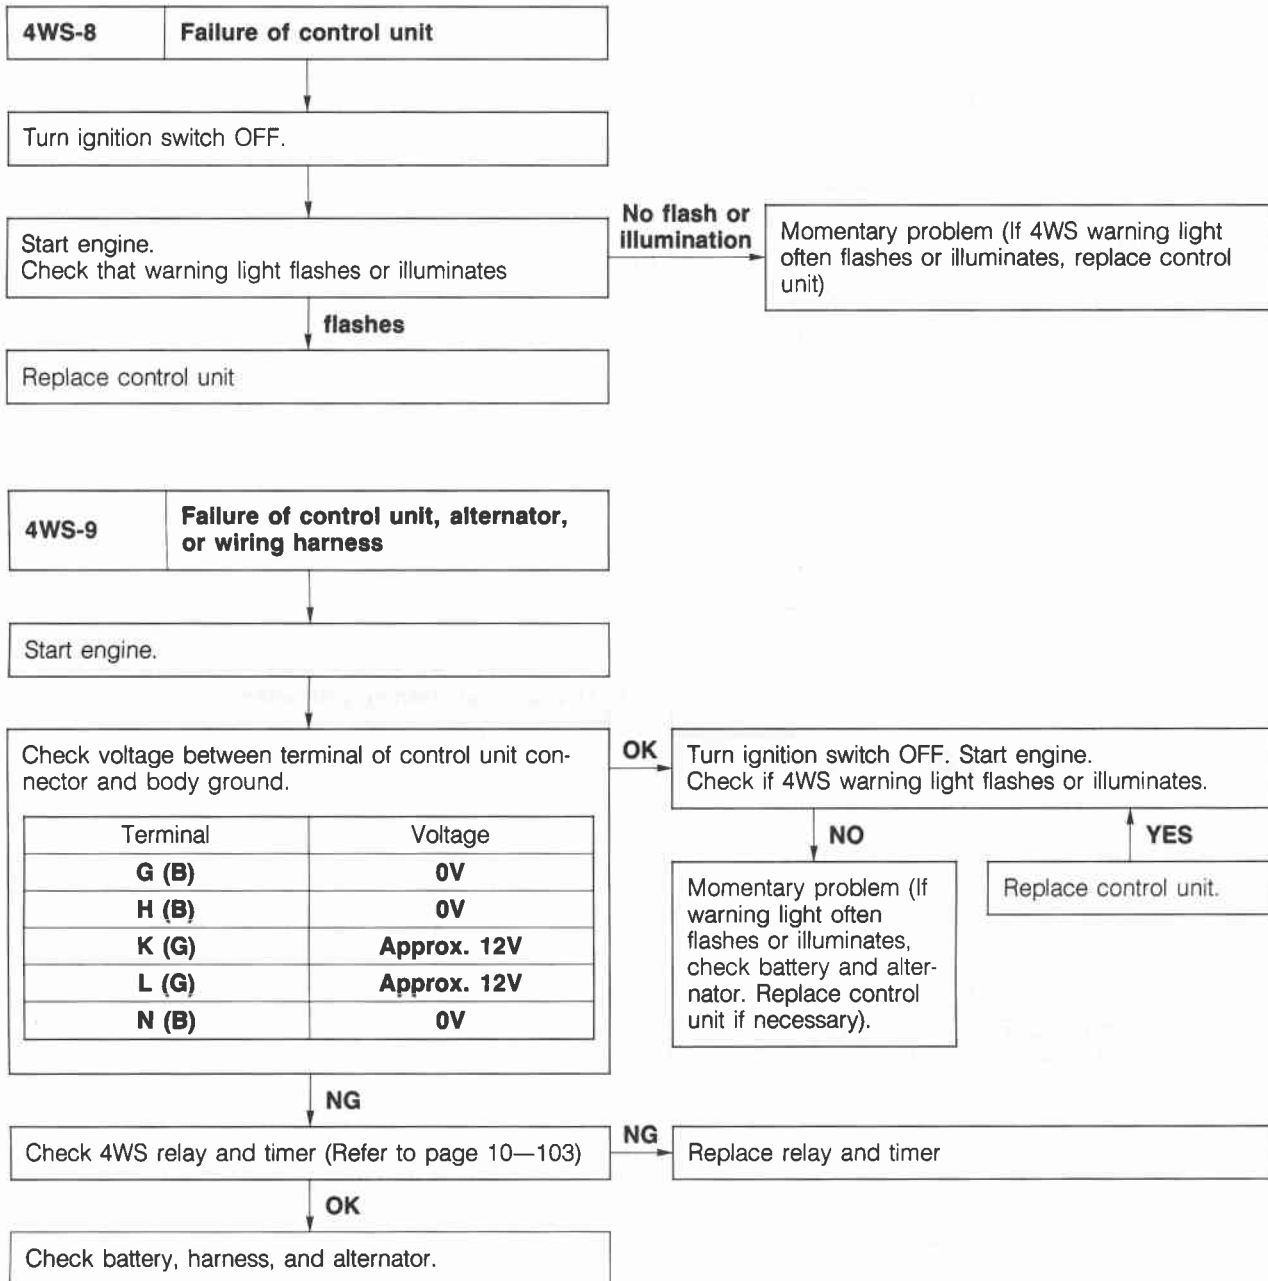 4WS-8 Failure of control unit
Turn ignition switch OFF.
Start engine.
Check that warning light flashes or illuminates
No flash or
illumination
Momentary problem (If 4WS warning light
often flashes or illuminates, replace control
unit)
flashes
Replace control unit
4WS-9
Failure of control unit, alternator,
or wiring harness
Start engine.
Check voltage between terminal of control unit con-
nector and body ground.
Terminal Voltage
G (B) 0V
H (B) 0V
K (G) Approx. 12V
L (G) Approx. 12V
N (B) 0V
OK
Turn ignition switch OFF. Start engine.
Check if 4WS warning light flashes or illuminates.
NO
YES
Momentary problem (If
warning light often
flashes or illuminates,
check battery and alter-
nator. Replace control
unit if necessary).
Replace control unit.
NG
Check 4WS relay and timer (Refer to page 10—103)
NG
Replace relay and timer
OK
Check battery, harness, and alternator.